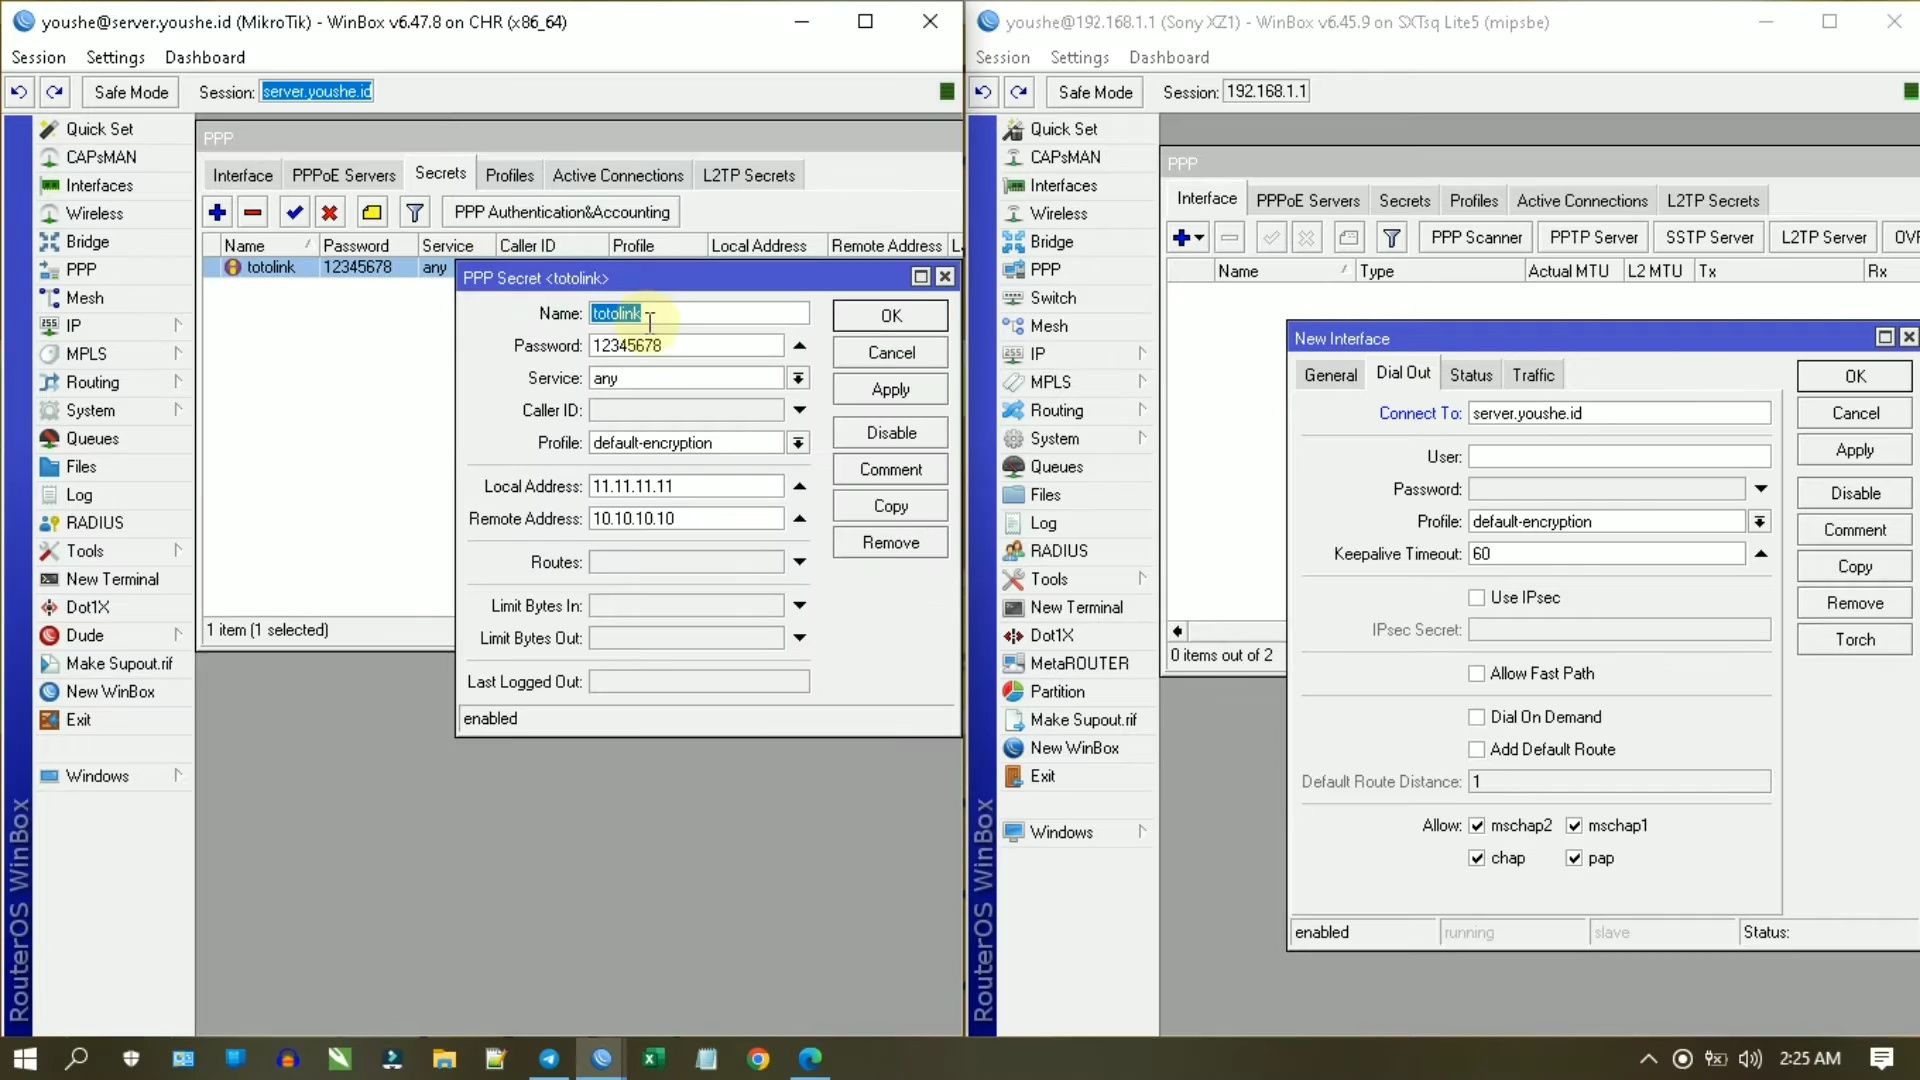 youshe@server.youshe.id (MikroTik) - WinBox v6.47.8 on CHR (x86_64)
Session Settings Dashboard
Safe Mode Session: server.youshe.id
Quick Set
CAPsMAN
Interfaces
Wireless
Bridge
PPP
Mesh
IP
MPLS
Routing
System
Queues
Files
Log
RADIUS
Tools
New Terminal
Dot1X
Dude
Make Supout.rif
New WinBox
Exit
Windows
RouterOS WinBox
PPP
Interface PPPoE Servers Secrets Profiles Active Connections L2TP Secrets
PPP Authentication&Accounting
Name Password Service Caller ID Profile Local Address Remote Address
totolink 12345678 any
1 item (1 selected)
PPP Secret <totolink>
Name: totolink
Password: 12345678
Service: any
Caller ID:
Profile: default-encryption
Local Address: 11.11.11.11
Remote Address: 10.10.10.10
Routes:
Limit Bytes In:
Limit Bytes Out:
Last Logged Out:
enabled
OK
Cancel
Apply
Disable
Comment
Copy
Remove
youshe@192.168.1.1 (Sony XZ1) - WinBox v6.45.9 on SXTsq Lite5 (mipsbe)
Session Settings Dashboard
Safe Mode Session: 192.168.1.1
Quick Set
CAPsMAN
Interfaces
Wireless
Bridge
PPP
Switch
Mesh
IP
MPLS
Routing
System
Queues
Files
Log
RADIUS
Tools
New Terminal
Dot1X
MetaROUTER
Partition
Make Supout.rif
New WinBox
Exit
Windows
RouterOS WinBox
PPP
Interface PPPoE Servers Secrets Profiles Active Connections L2TP Secrets
PPP Scanner PPTP Server SSTP Server L2TP Server
Name Type Actual MTU L2 MTU Tx Rx
0 items out of 2
New Interface
General Dial Out Status Traffic
Connect To: server.youshe.id
User:
Password:
Profile: default-encryption
Keepalive Timeout: 60
Use IPsec
IPsec Secret:
Allow Fast Path
Dial On Demand
Add Default Route
Default Route Distance: 1
Allow: mschap2 mschap1
chap pap
enabled running slave Status:
OK
Cancel
Apply
Disable
Comment
Copy
Remove
Torch
2:25 AM